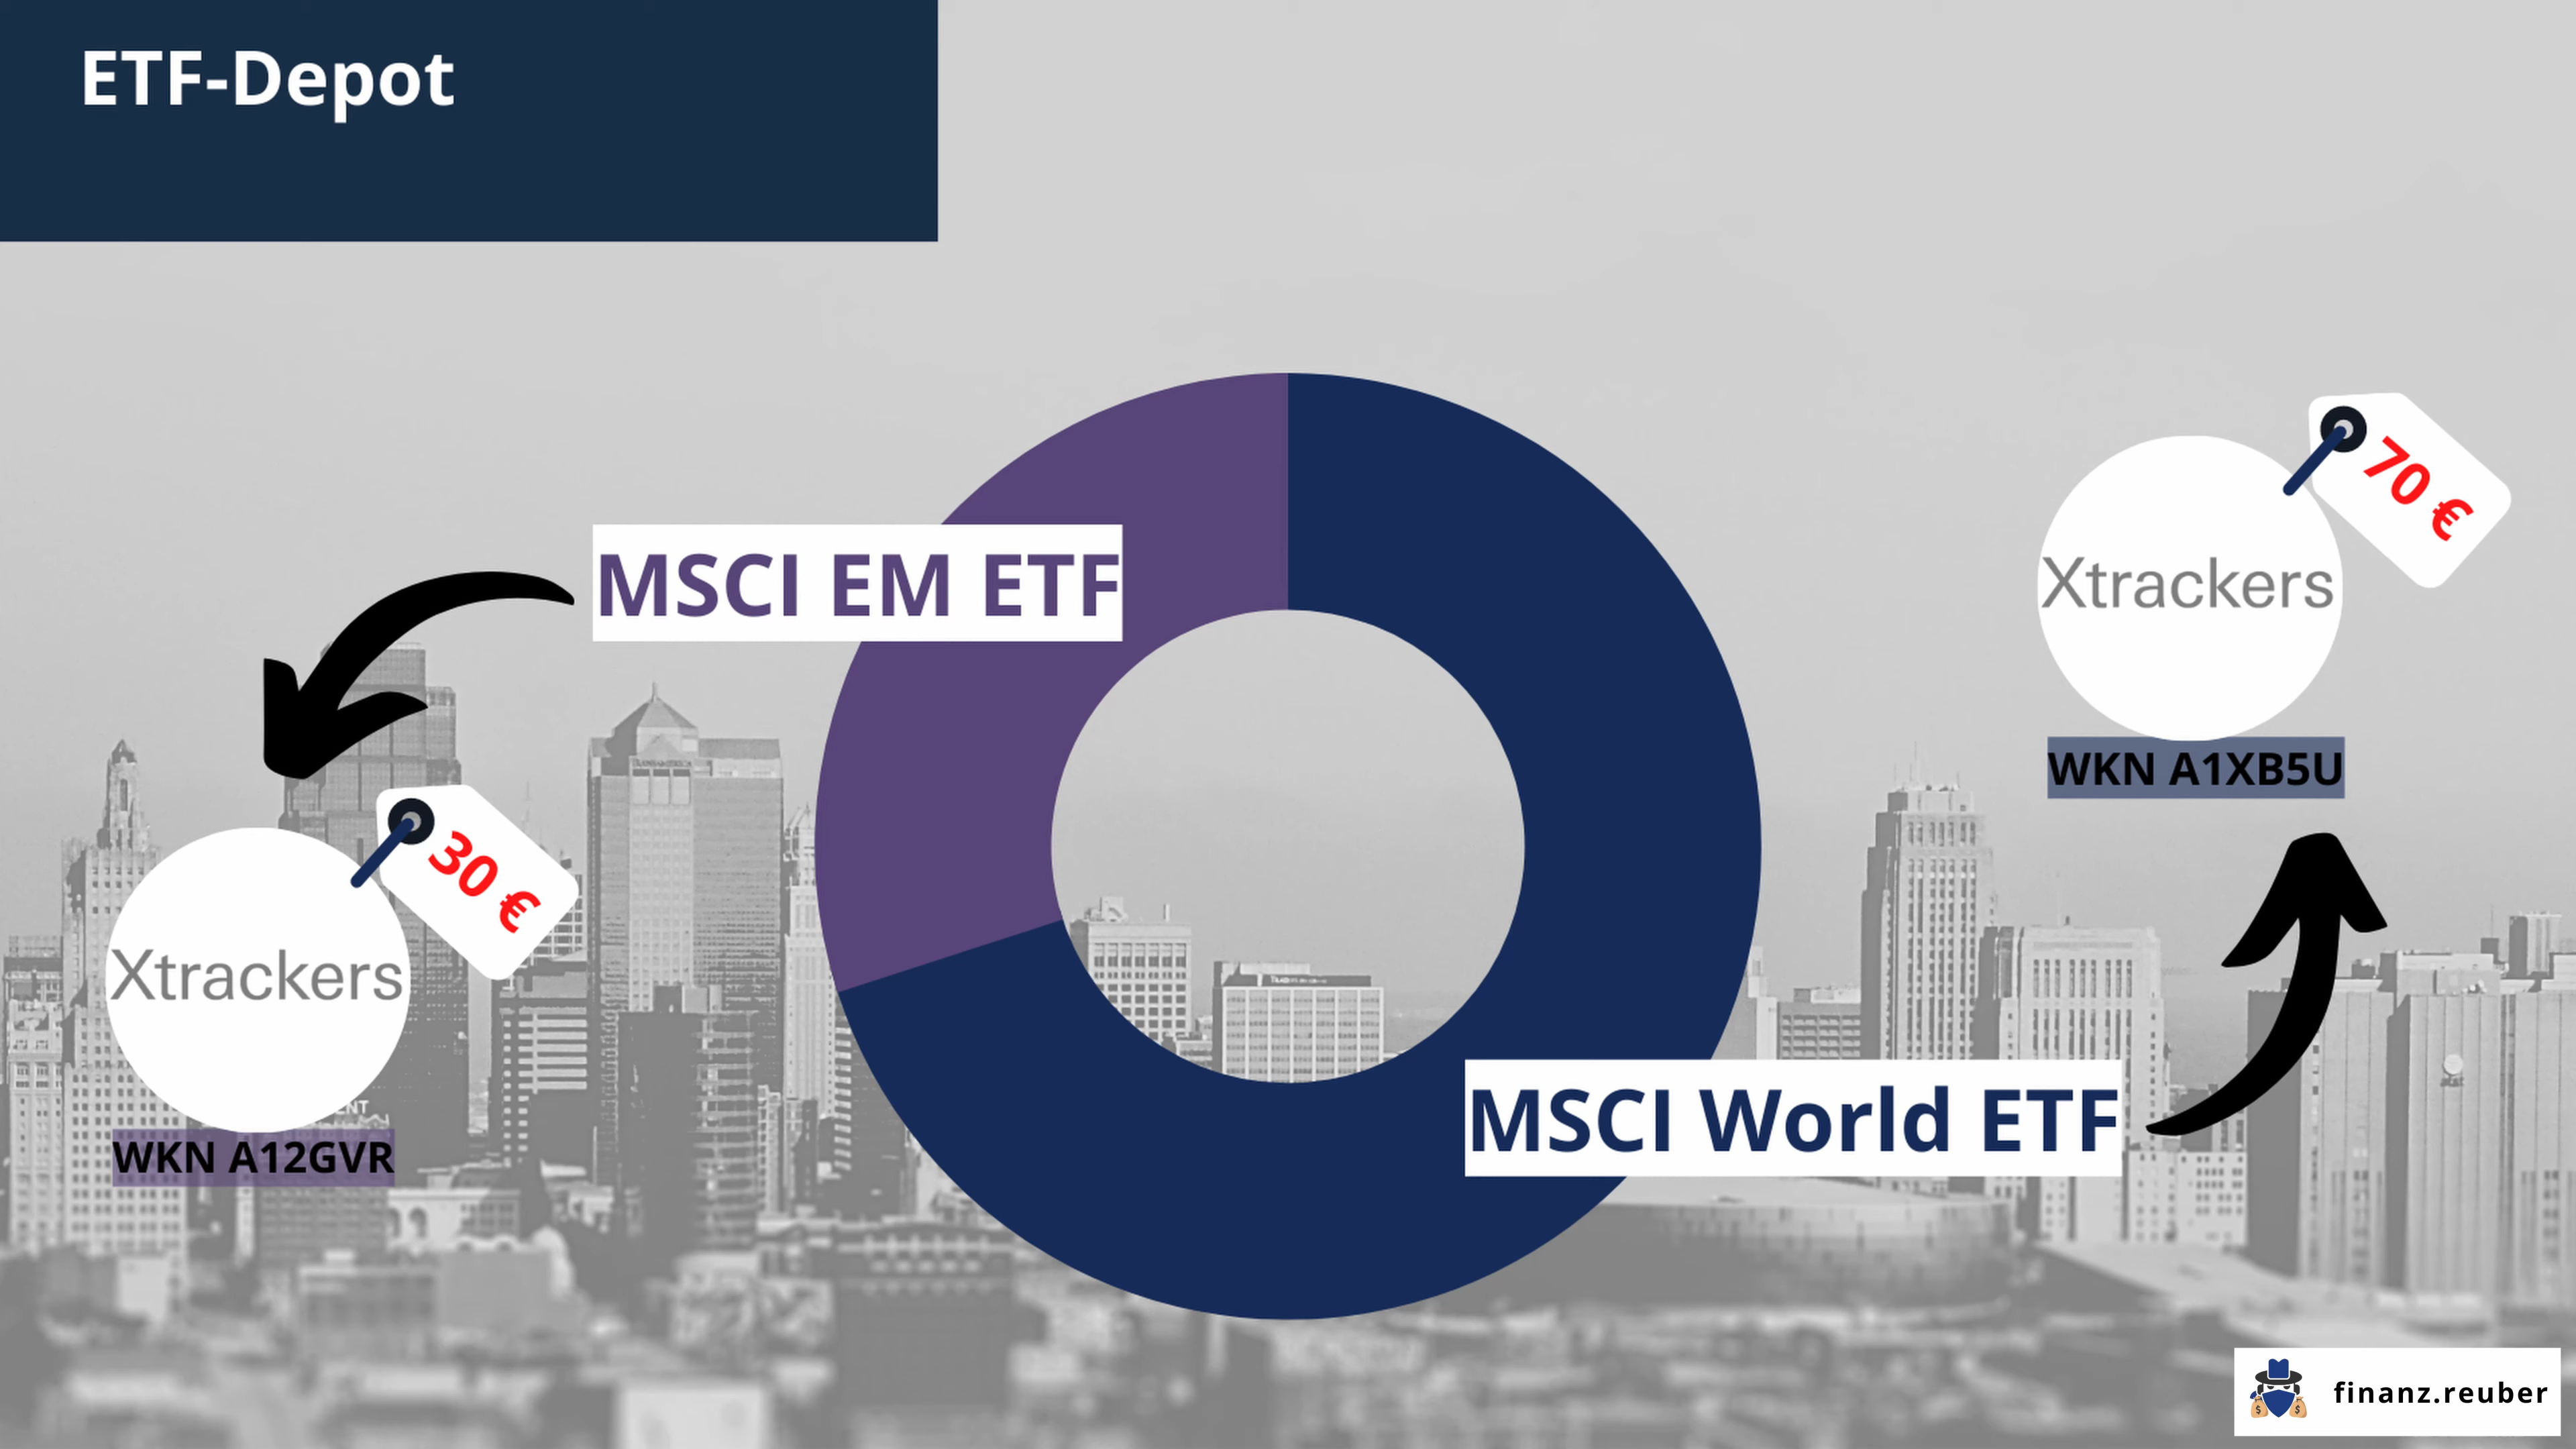 ETF-Depot
MSCI EM ETF
30 €
Xtrackers
WKN A12GVR
70 €
Xtrackers
WKN A1XB5U
MSCI World ETF
finanz.reuber